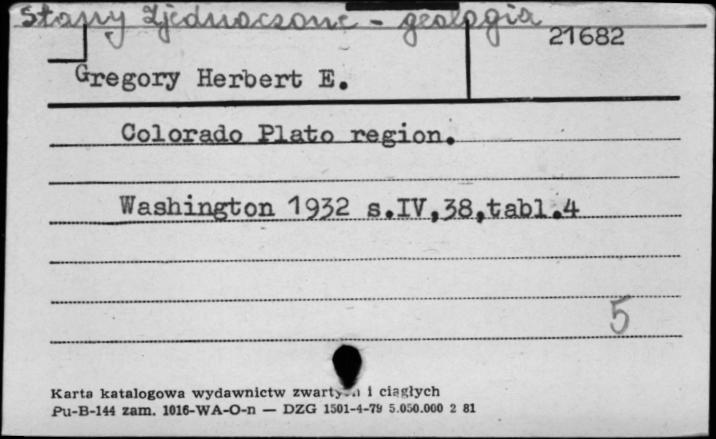 Stany Zjednoczone - geologia
21682
Gregory Herbert E.
Colorado Plato region.
Washington 1932 s.IV,38,tabl.4
5
Karta katalogowa wydawnictw zwartych i ciągłych
Pu-B-144 zam. 1016-WA-O-n — DZG 1501-4-79 5.050.000 2 81